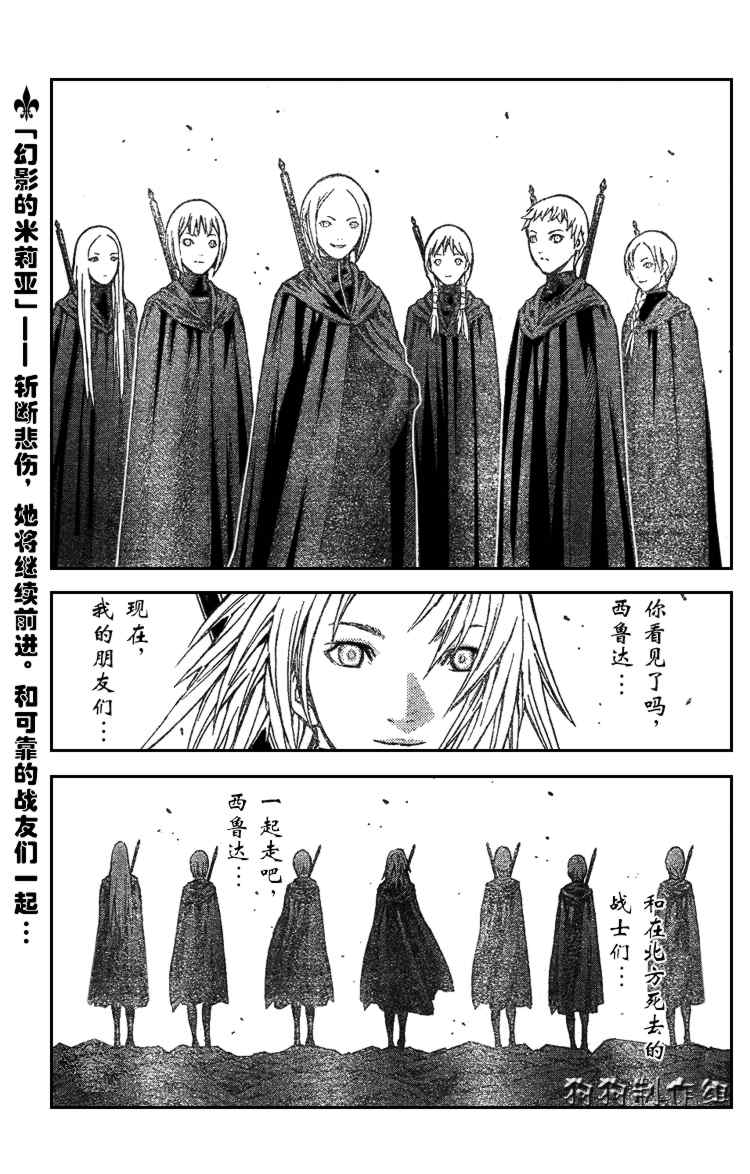 「幻影的米莉亚」——斩断悲伤，她将继续前进。和可靠的战友们一起…
你看见了吗，
西鲁达…
现在，
我的朋友们…
一起走吧，
西鲁达…
和在北方死去的
战士们…
狗狗制作组